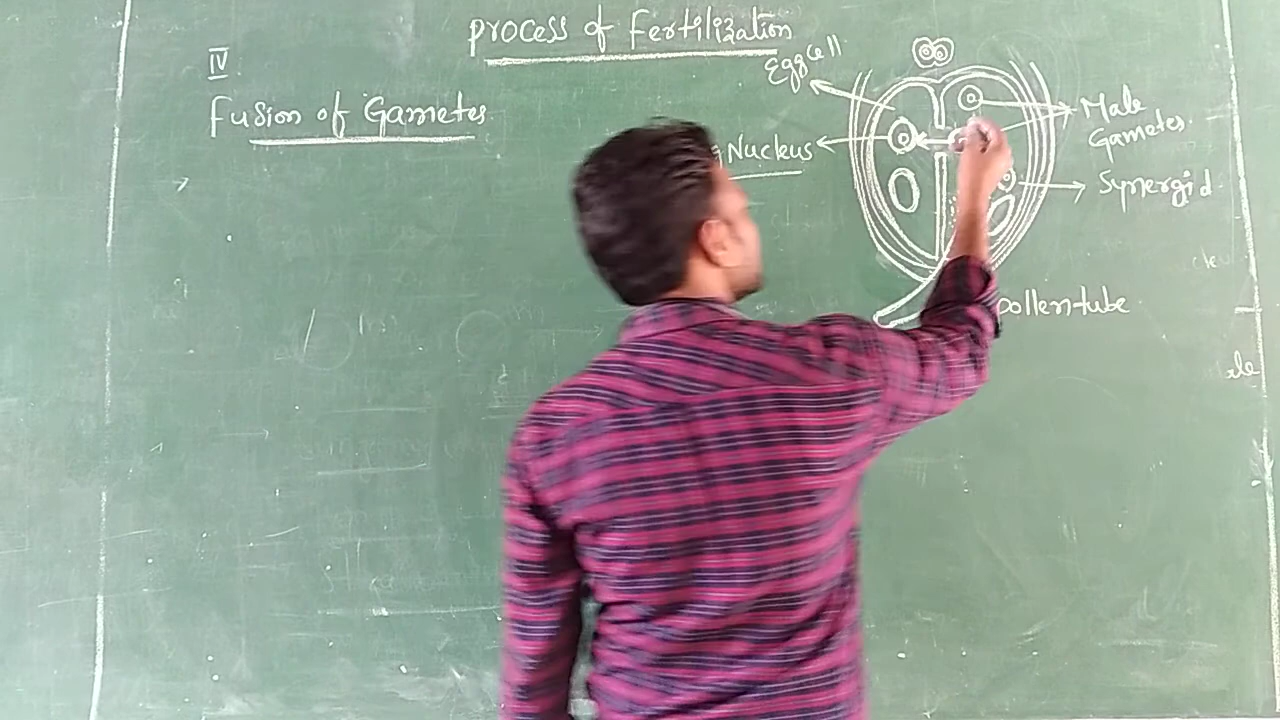 process of Fertilization
IV
Fusion of Gametes
Egg cell
Nucleus
Male
Gametes
Synergid
pollentube